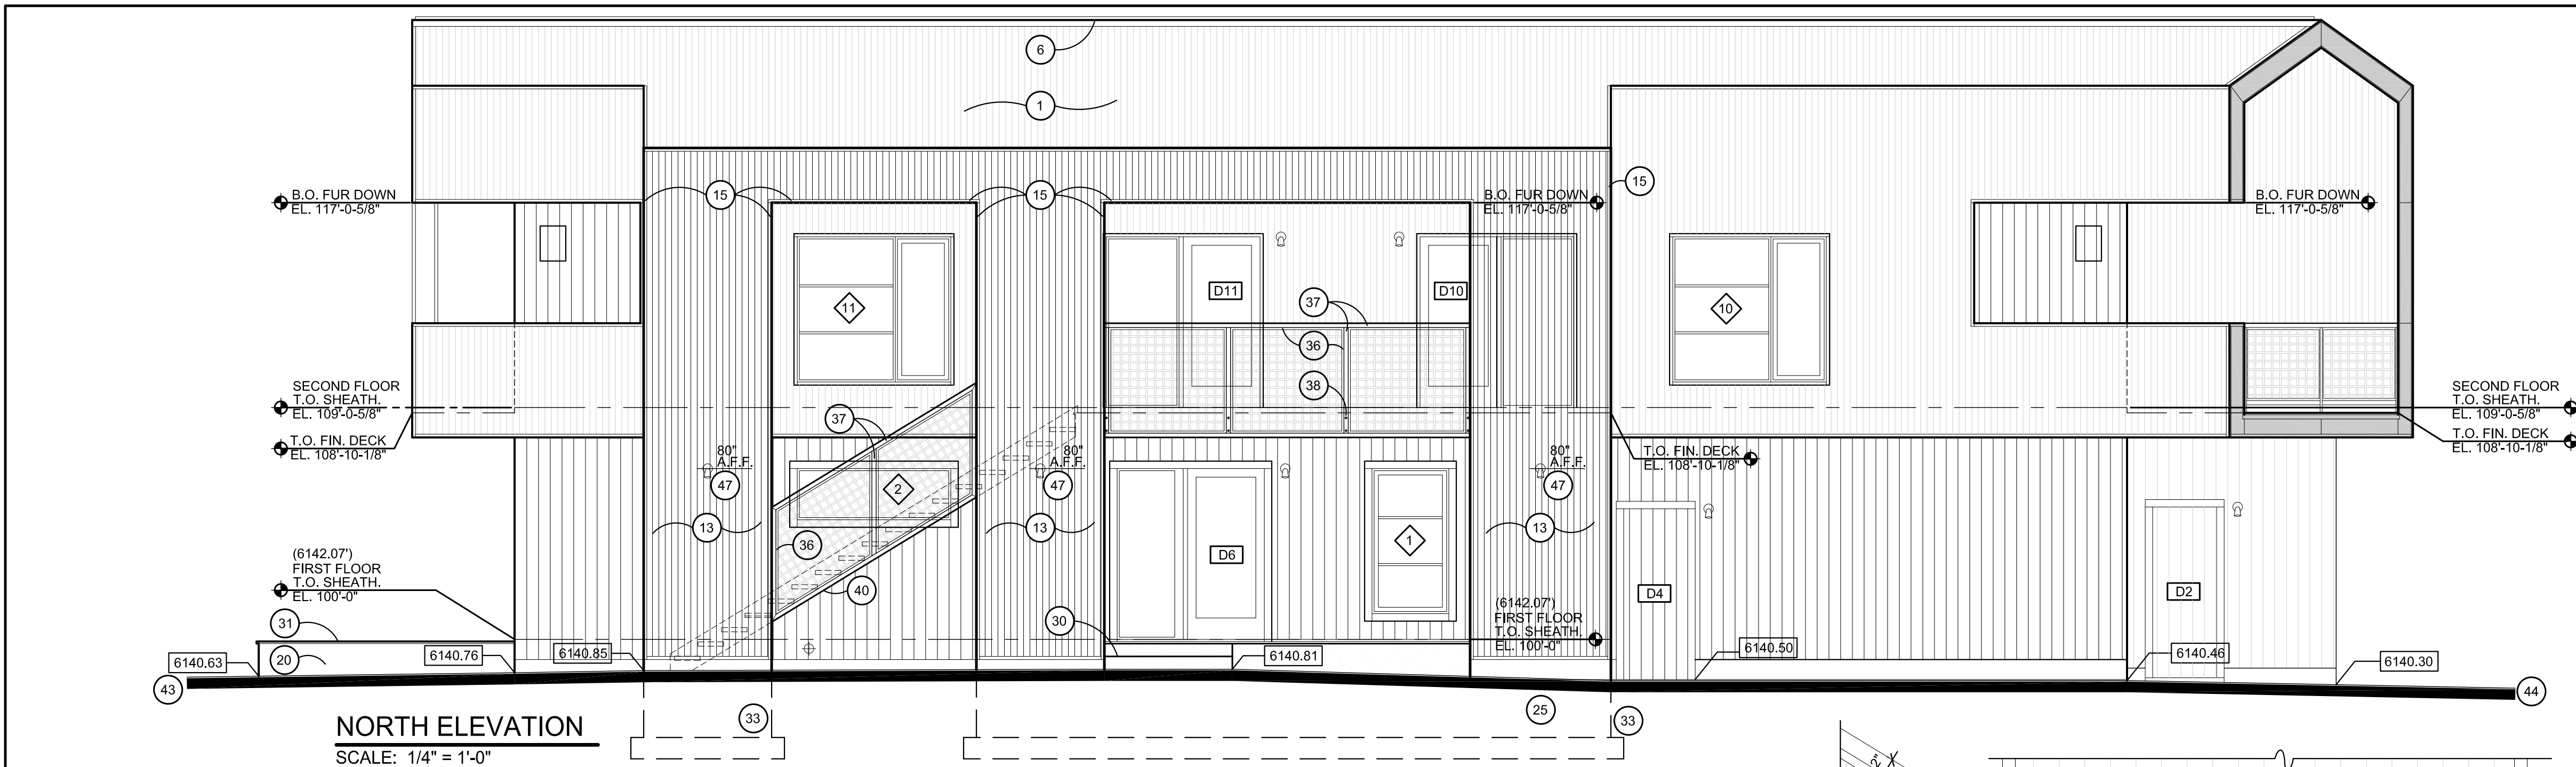 6
1
B.O. FUR DOWN
EL. 117'-0-5/8"
15
15
B.O. FUR DOWN
EL. 117'-0-5/8"
15
B.O. FUR DOWN
EL. 117'-0-5/8"
11
D11
37
D10
10
36
38
SECOND FLOOR
T.O. SHEATH.
EL. 109'-0-5/8"
T.O. FIN. DECK
EL. 108'-10-1/8"
37
SECOND FLOOR
T.O. SHEATH.
EL. 109'-0-5/8"
T.O. FIN. DECK
EL. 108'-10-1/8"
80"
A.F.F.
47
2
80"
A.F.F.
47
80"
A.F.F.
47
T.O. FIN. DECK
EL. 108'-10-1/8"
13
36
13
D6
1
13
(6142.07')
FIRST FLOOR
T.O. SHEATH.
EL. 100'-0"
40
D4
D2
(6142.07')
FIRST FLOOR
T.O. SHEATH.
EL. 100'-0"
31
30
20
6140.63
6140.76
6140.85
6140.81
6140.50
6140.46
6140.30
43
44
33
25
33
NORTH ELEVATION
SCALE: 1/4" = 1'-0"
2"